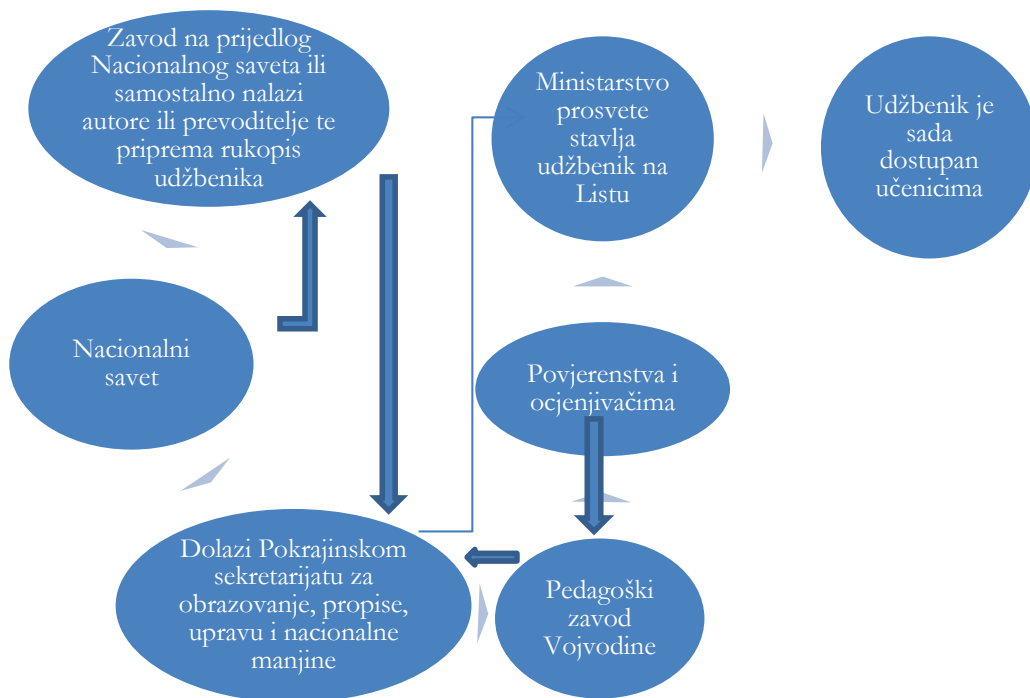 Zavod na prijedlog
Nacionalnog saveta ili
samostalno nalazi
autore ili prevoditelje te
priprema rukopis
udžbenika
Ministarstvo
prosvete
stavlja
udžbenik na
Listu
Udžbenik je
sada
dostupan
učenicima
Nacionalni
savet
Povjerenstva i
ocjenjivačima
Dolazi Pokrajinskom
sekretarijatu za
obrazovanje, propise,
upravu i nacionalne
manjine
Pedagoški
zavod
Vojvodine